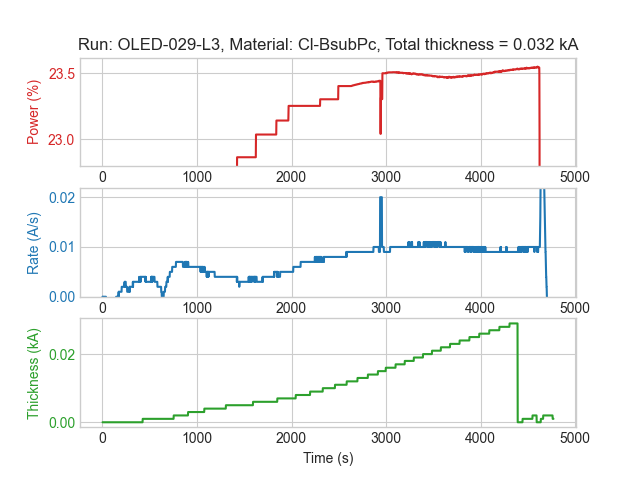 Run: OLED-029-L3, Material: Cl-BsubPc, Total thickness = 0.032 kA
Power (%)
23.5
23.0
0 1000 2000 3000 4000 5000
Rate (A/s)
0.02
0.01
0.00
0 1000 2000 3000 4000 5000
Thickness (kA)
0.02
0.00
0 1000 2000 3000 4000 5000
Time (s)